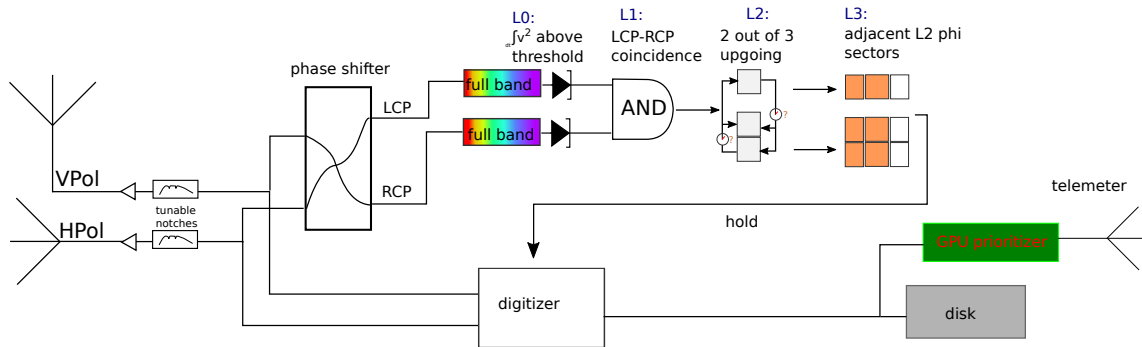 L0:
L1:
L2:
L3:
∫v² above
threshold
LCP-RCP
coincidence
2 out of 3
upgoing
adjacent L2 phi
sectors
phase shifter
LCP
RCP
full band
full band
AND
?
?
VPol
HPol
tunable
notches
hold
telemeter
GPU prioritizer
digitizer
disk